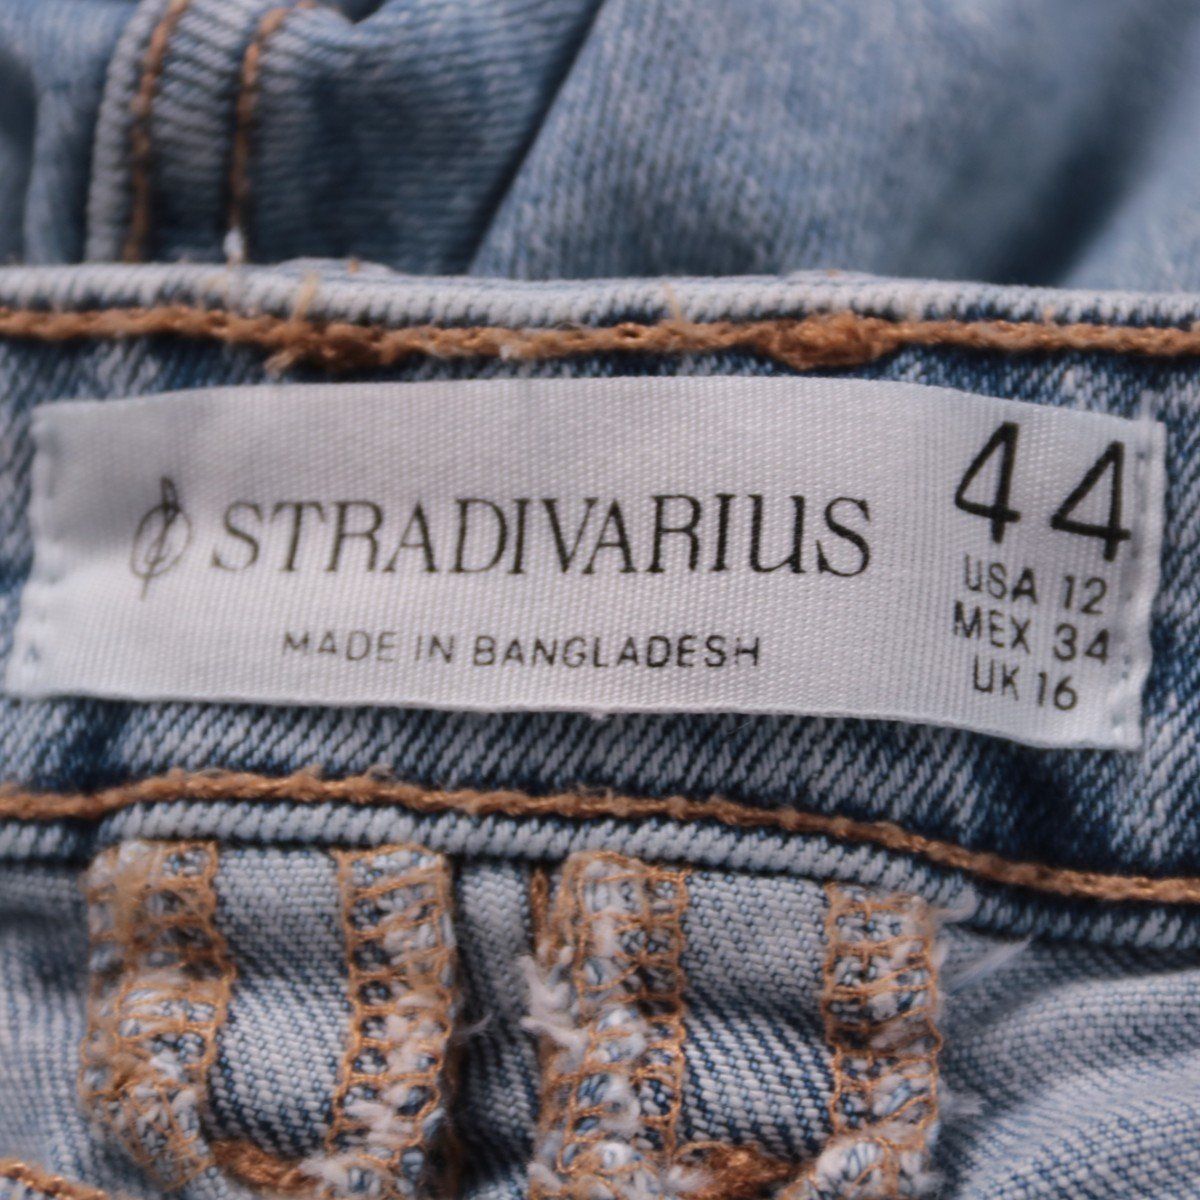 STRADIVARIUS
MADE IN BANGLADESH
44
USA 12
MEX 34
UK 16